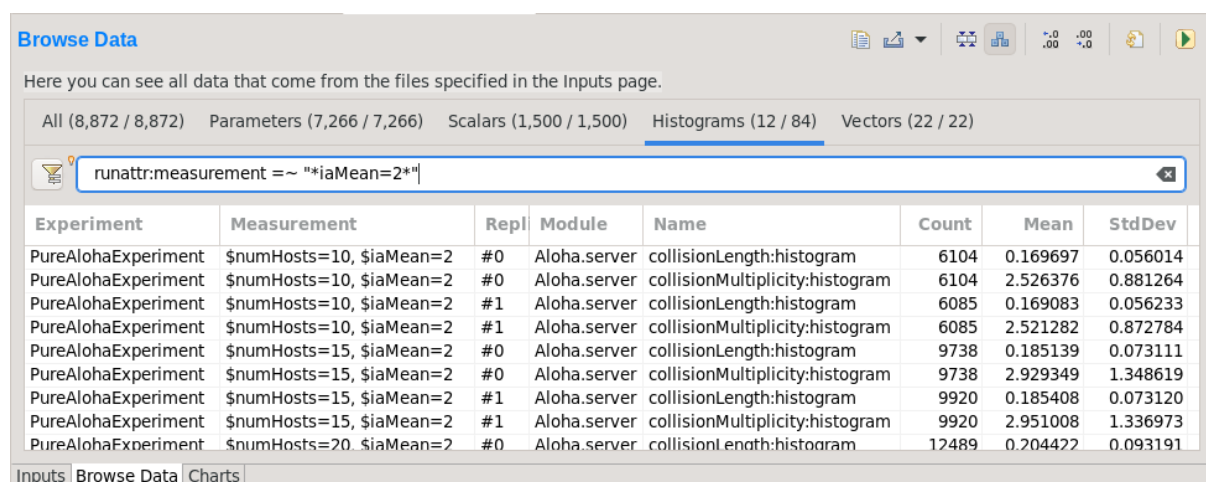 Browse Data
Here you can see all data that come from the files specified in the Inputs page.
All (8,872 / 8,872) Parameters (7,266 / 7,266) Scalars (1,500 / 1,500) Histograms (12 / 84) Vectors (22 / 22)
runattr:measurement =~ "*iaMean=2*"
Experiment Measurement Repli Module Name Count Mean StdDev
PureAlohaExperiment $numHosts=10, $iaMean=2 #0 Aloha.server collisionLength:histogram 6104 0.169697 0.056014
PureAlohaExperiment $numHosts=10, $iaMean=2 #0 Aloha.server collisionMultiplicity:histogram 6104 2.526376 0.881264
PureAlohaExperiment $numHosts=10, $iaMean=2 #1 Aloha.server collisionLength:histogram 6085 0.169083 0.056233
PureAlohaExperiment $numHosts=10, $iaMean=2 #1 Aloha.server collisionMultiplicity:histogram 6085 2.521282 0.872784
PureAlohaExperiment $numHosts=15, $iaMean=2 #0 Aloha.server collisionLength:histogram 9738 0.185139 0.073111
PureAlohaExperiment $numHosts=15, $iaMean=2 #0 Aloha.server collisionMultiplicity:histogram 9738 2.929349 1.348619
PureAlohaExperiment $numHosts=15, $iaMean=2 #1 Aloha.server collisionLength:histogram 9920 0.185408 0.073120
PureAlohaExperiment $numHosts=15, $iaMean=2 #1 Aloha.server collisionMultiplicity:histogram 9920 2.951008 1.336973
PureAlohaExperiment $numHosts=20, $iaMean=2 #0 Aloha.server collisionLength:histogram 12489 0.204422 0.093191
Inputs Browse Data Charts